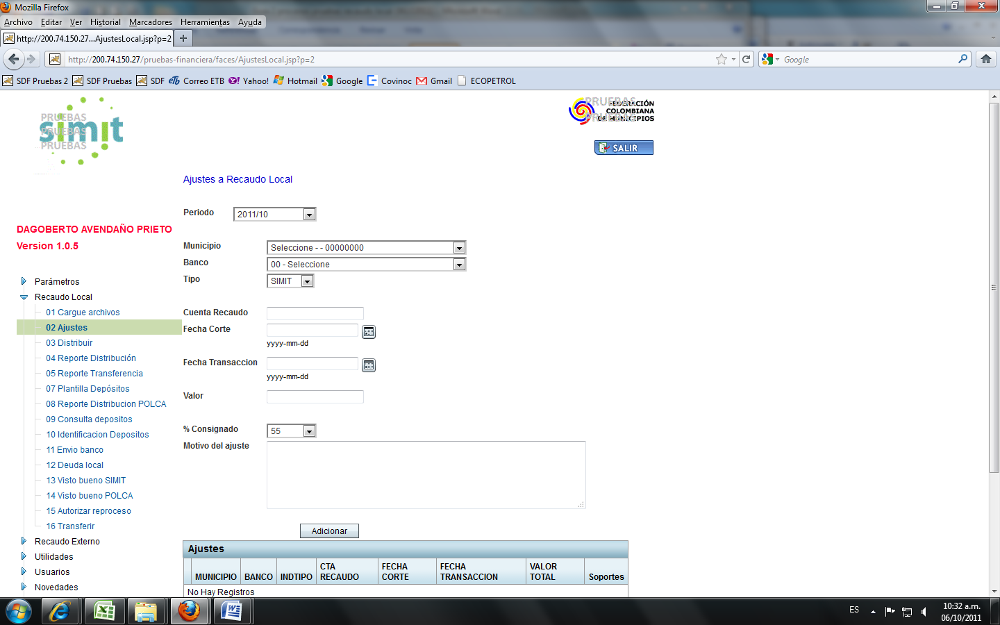 Mozilla Firefox
Archivo Editar Ver Historial Marcadores Herramientas Ayuda
http://200.74.150.27...AjustesLocal.jsp?p=2
http://200.74.150.27/pruebas-financiera/faces/AjustesLocal.jsp?p=2
Google
SDF Pruebas 2 SDF Pruebas SDF Correo ETB Yahoo! Hotmail Google Covinoc Gmail ECOPETROL
PRUEBAS
PRUEBAS
PRUEBAS
simit
PRUEBAS
PRUEBAS
FEDERACIÓN
COLOMBIANA
DE MUNICIPIOS
SALIR
DAGOBERTO AVENDAÑO PRIETO
Version 1.0.5
Parámetros
Recaudo Local
01 Cargue archivos
02 Ajustes
03 Distribuir
04 Reporte Distribución
05 Reporte Transferencia
07 Plantilla Depósitos
08 Reporte Distribucion POLCA
09 Consulta depositos
10 Identificacion Depositos
11 Envio banco
12 Deuda local
13 Visto bueno SIMIT
14 Visto bueno POLCA
15 Autorizar reproceso
16 Transferir
Recaudo Externo
Utilidades
Usuarios
Novedades
Ajustes a Recaudo Local
Periodo 2011/10
Municipio Seleccione - - 00000000
Banco 00 - Seleccione
Tipo SIMIT
Cuenta Recaudo
Fecha Corte
yyyy-mm-dd
Fecha Transaccion
yyyy-mm-dd
Valor
% Consignado 55
Motivo del ajuste
Adicionar
Ajustes
MUNICIPIO BANCO INDTIPO CTA RECAUDO FECHA CORTE FECHA TRANSACCION VALOR TOTAL Soportes
No Hay Registros
ES
10:32 a.m.
06/10/2011